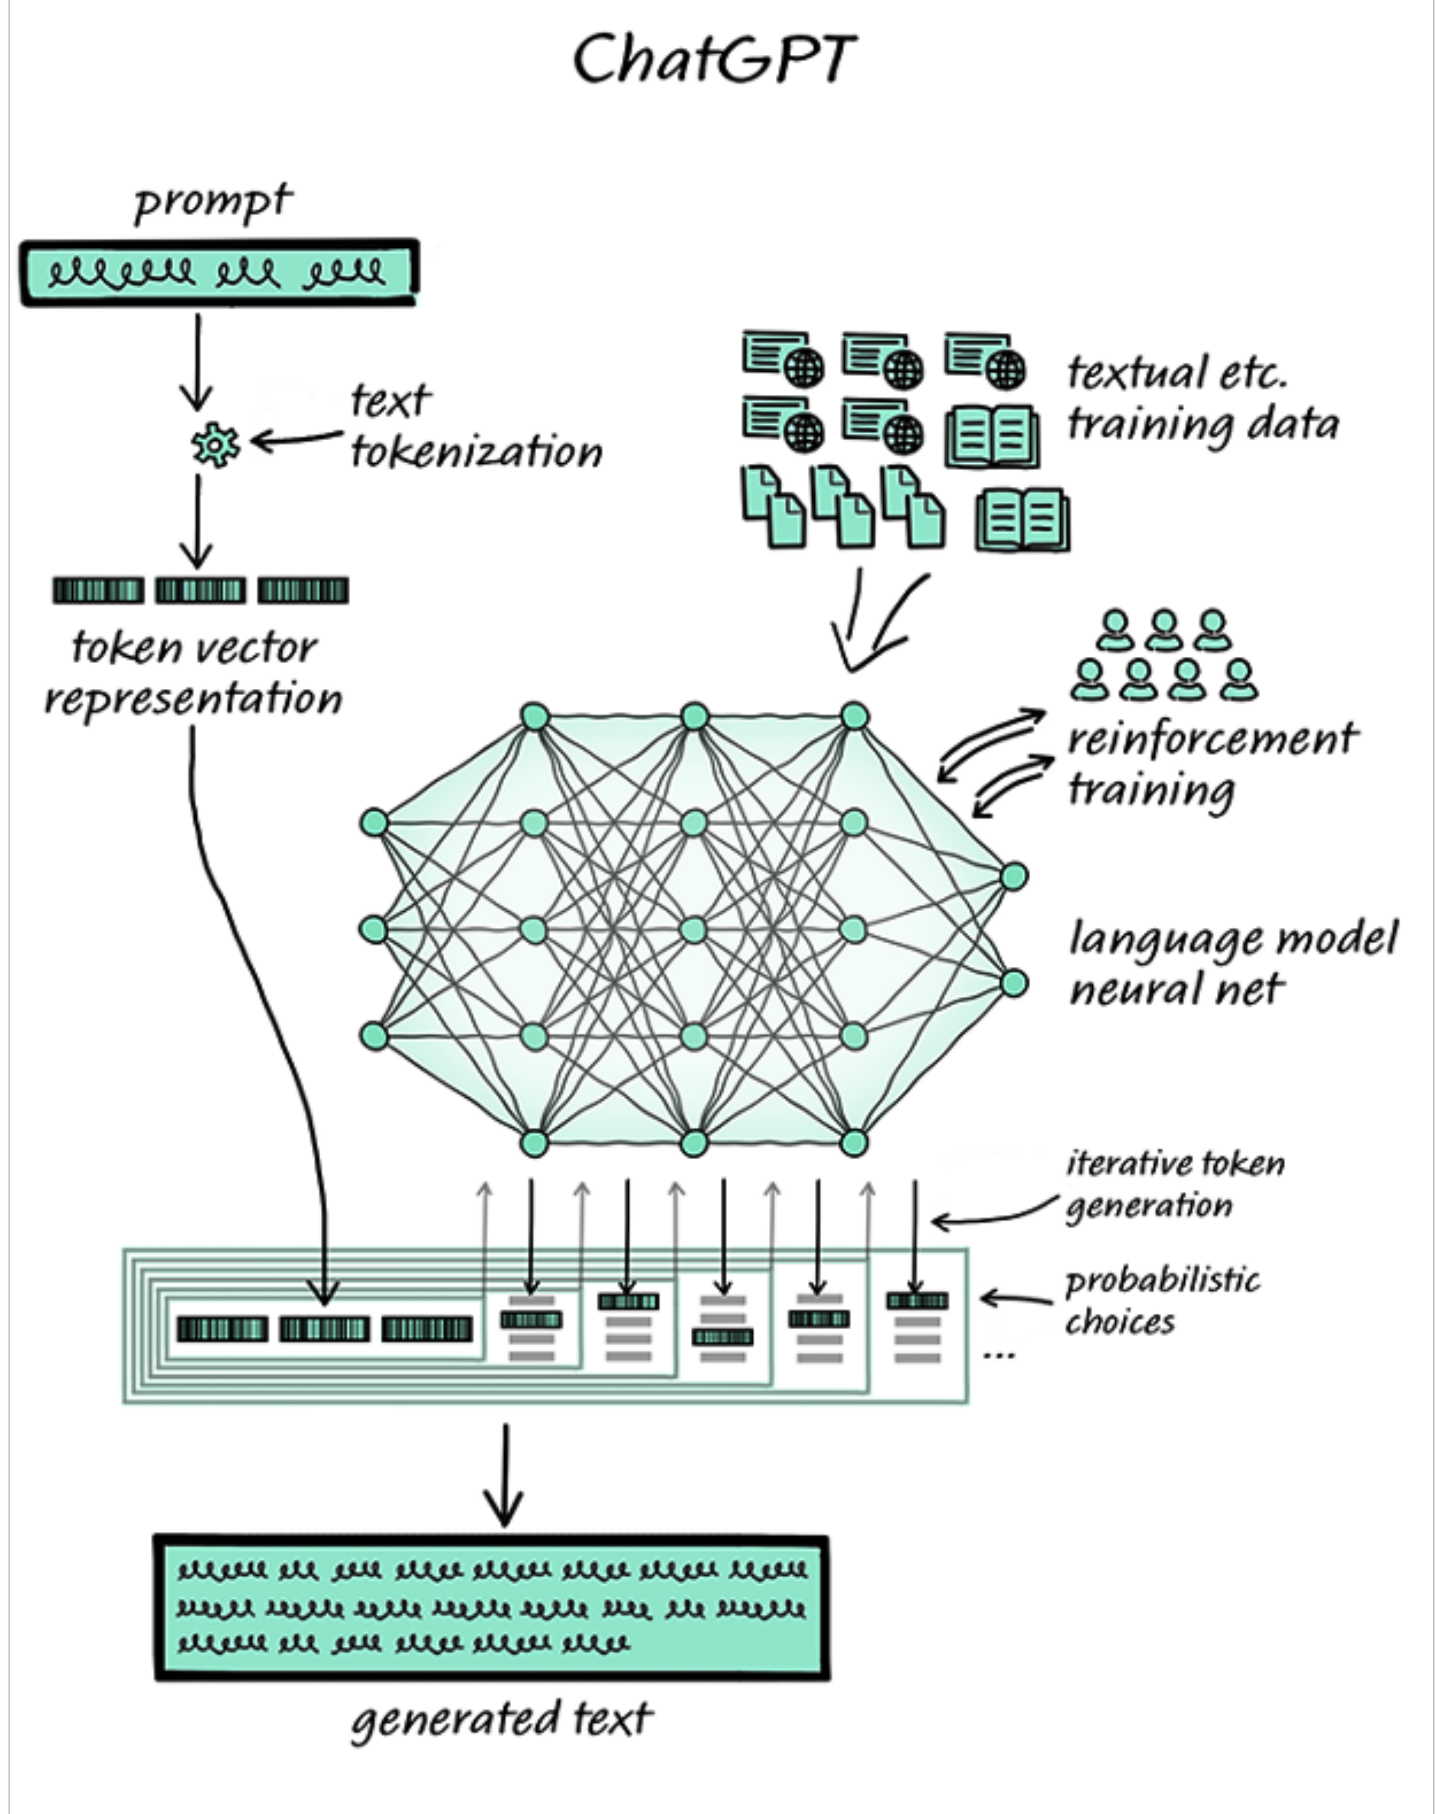 ChatGPT
prompt
text
tokenization
token vector
representation
textual etc.
training data
reinforcement
training
language model
neural net
iterative token
generation
probabilistic
choices
...
generated text